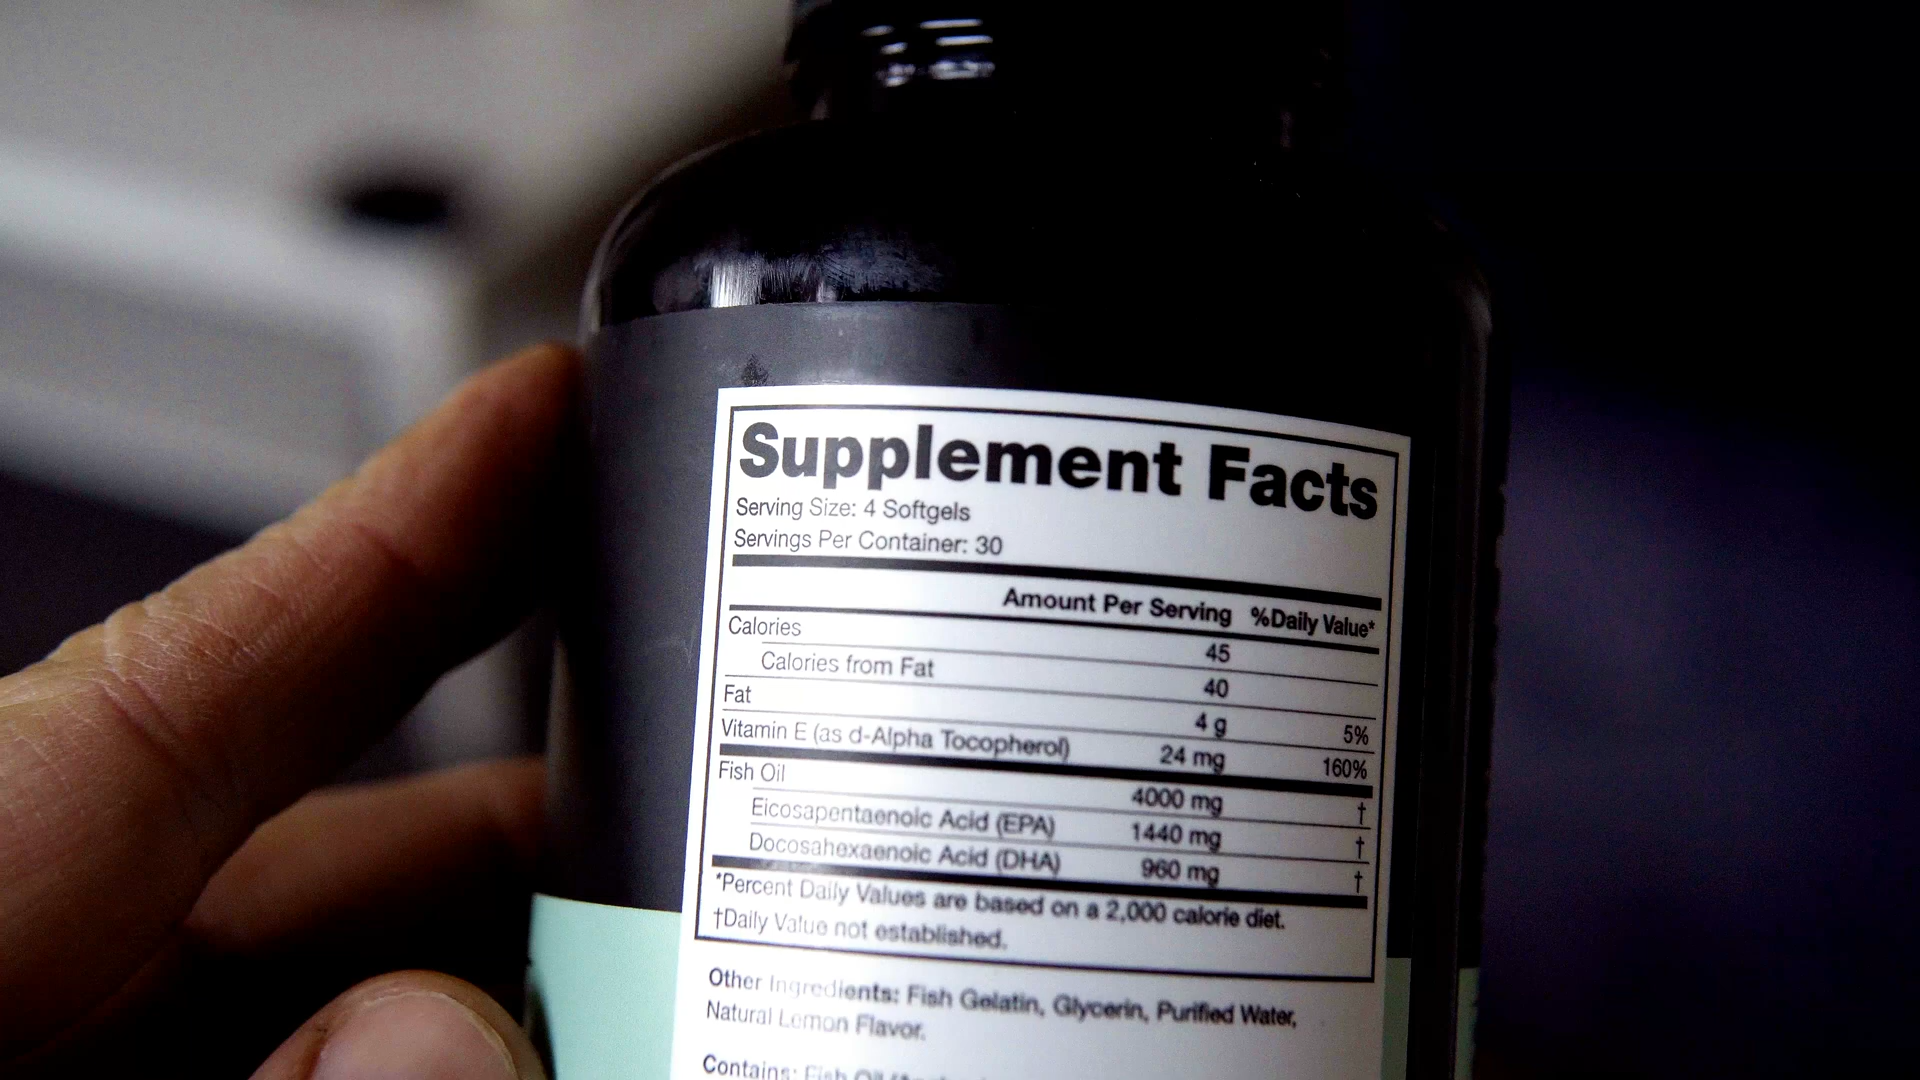 Supplement Facts
Serving Size: 4 Softgels
Servings Per Container: 30
Amount Per Serving %Daily Value*
Calories 45
Calories from Fat 40
Fat 4 g 5%
Vitamin E (as d-Alpha Tocopherol) 24 mg 160%
Fish Oil 4000 mg †
Eicosapentaenoic Acid (EPA) 1440 mg †
Docosahexaenoic Acid (DHA) 960 mg †
*Percent Daily Values are based on a 2,000 calorie diet.
†Daily Value not established.
Other Ingredients: Fish Gelatin, Glycerin, Purified Water,
Natural Lemon Flavor.
Contains: Fish Oil